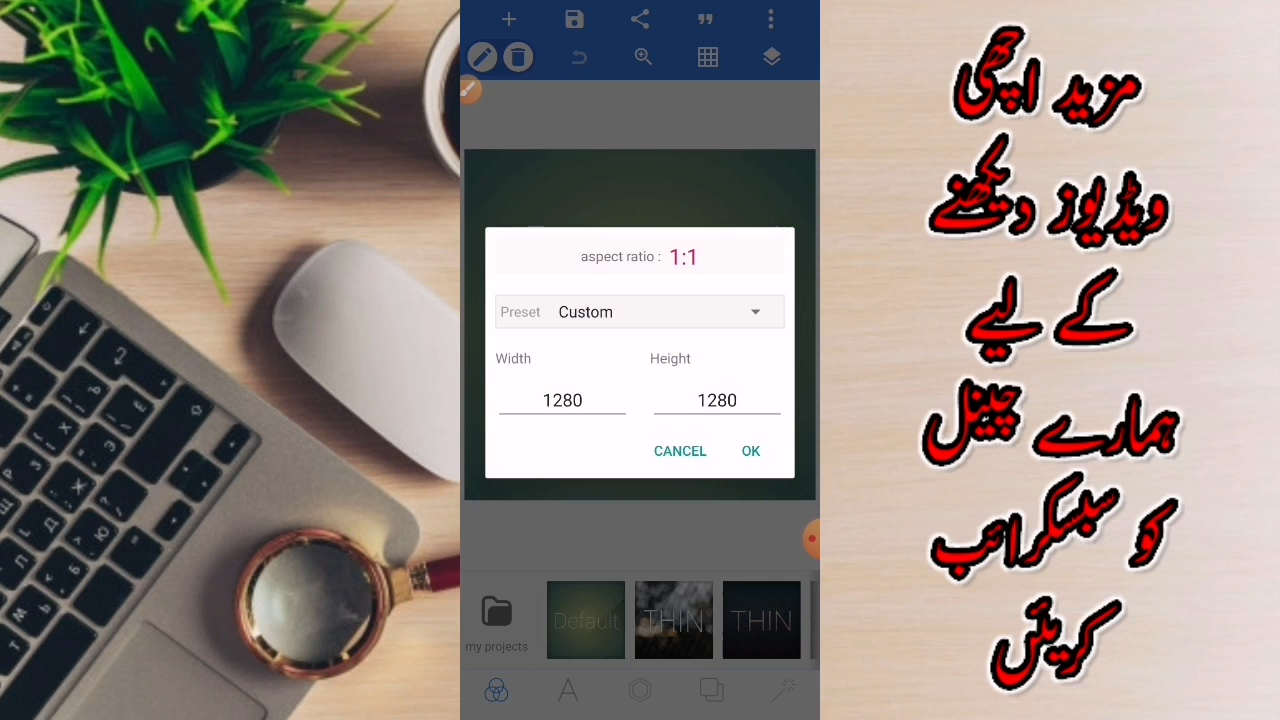 aspect ratio : 1:1
Preset Custom
Width Height
1280 1280
CANCEL OK
my projects
Default
THIN
THIN
مزید اچھی
ویڈیوز دیکھنے
کے لیے
ہمارے چینل
کو سبسکرائب
کریئں